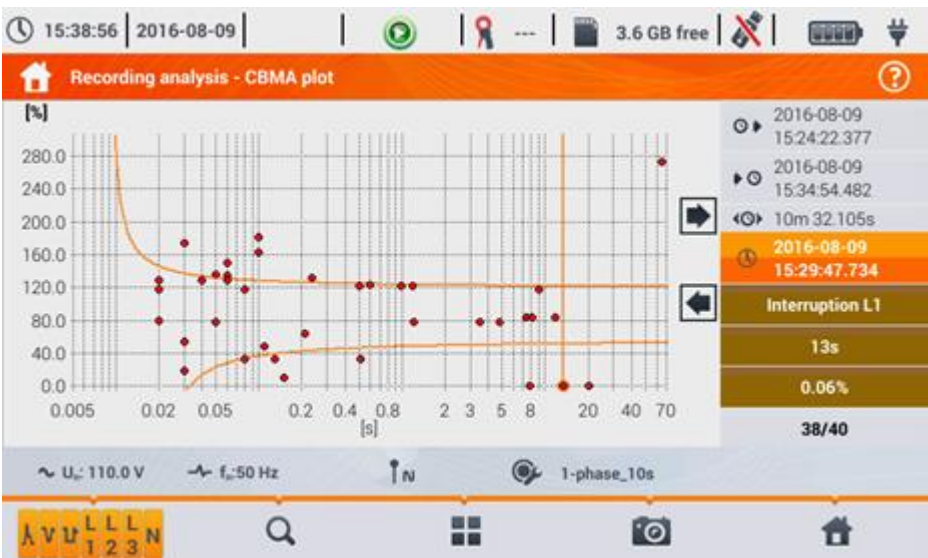 15:38:56 2016-08-09 --- 3.6 GB free
Recording analysis - CBMA plot ?
[%]
280.0
240.0
200.0
160.0
120.0
80.0
40.0
0.0
0.005 0.02 0.05 0.2 0.4 0.8 2 3 5 8 20 40 70
[s]
2016-08-09
15:24:22.377
2016-08-09
15:34:54.482
10m 32.105s
2016-08-09
15:29:47.734
Interruption L1
13s
0.06%
38/40
Uₙ: 110.0 V fₙ:50 Hz N 1-phase_10s
L1 L2 L3 N